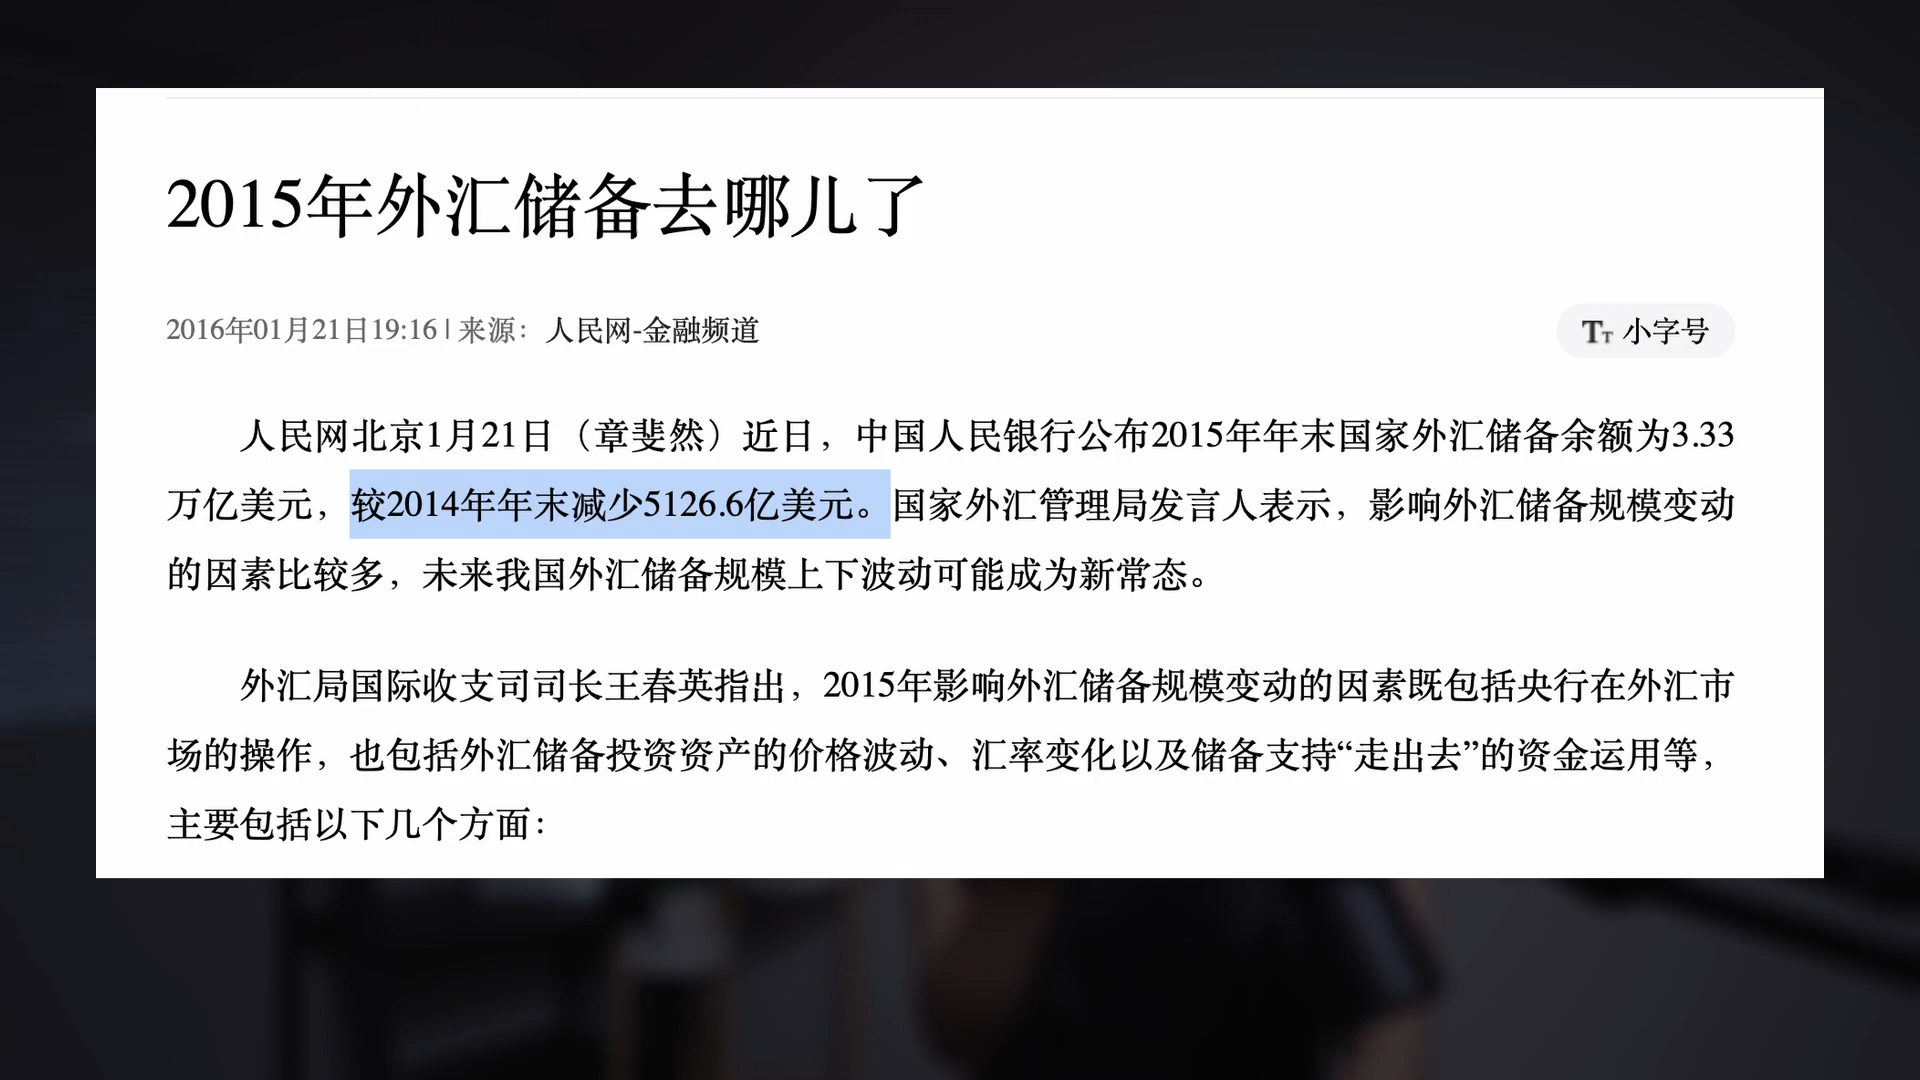 2015年外汇储备去哪儿了
2016年01月21日19:16 | 来源：人民网-金融频道
TT 小字号
人民网北京1月21日（章斐然）近日，中国人民银行公布2015年年末国家外汇储备余额为3.33
万亿美元，较2014年年末减少5126.6亿美元。国家外汇管理局发言人表示，影响外汇储备规模变动
的因素比较多，未来我国外汇储备规模上下波动可能成为新常态。
外汇局国际收支司司长王春英指出，2015年影响外汇储备规模变动的因素既包括央行在外汇市
场的操作，也包括外汇储备投资资产的价格波动、汇率变化以及储备支持“走出去”的资金运用等，
主要包括以下几个方面：